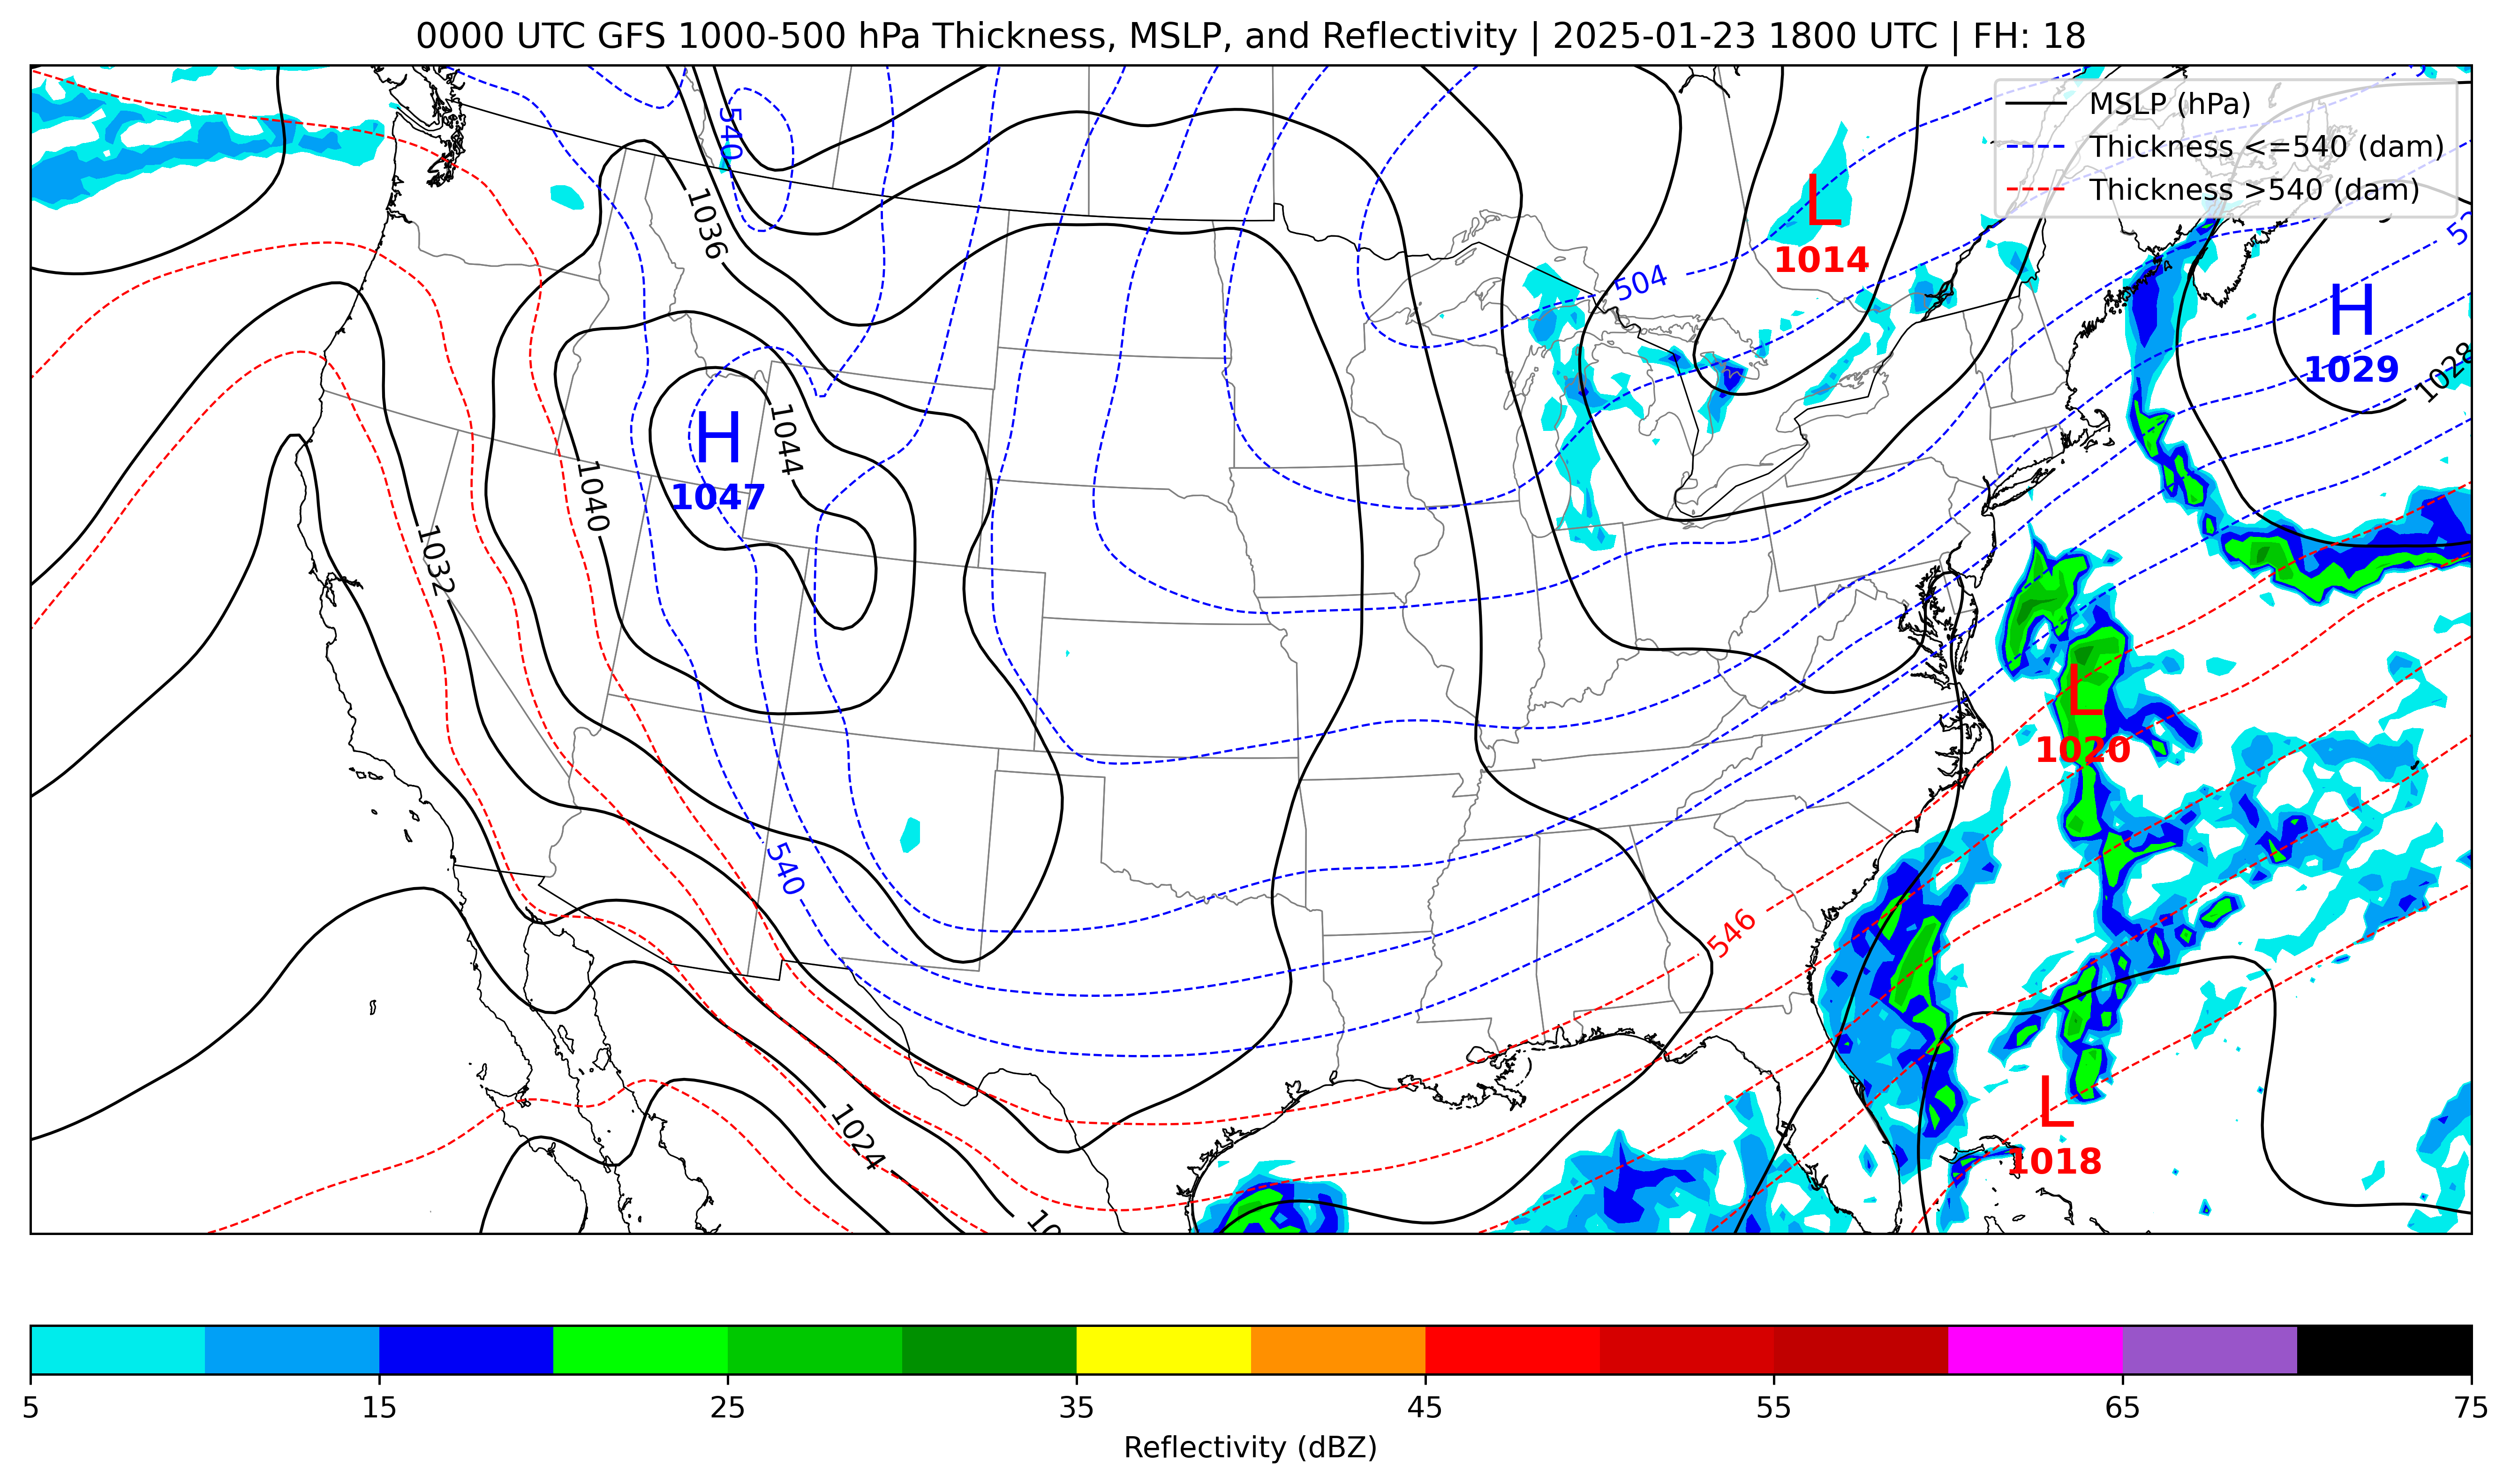 0000 UTC GFS 1000-500 hPa Thickness, MSLP, and Reflectivity | 2025-01-23 1800 UTC | FH: 18
MSLP (hPa)
Thickness <=540 (dam)
Thickness >540 (dam)
540
1036
L
1014
504
H
1029
1028
H
1047
1044
1040
1032
L
1020
540
546
L
1018
1024
5 15 25 35 45 55 65 75
Reflectivity (dBZ)